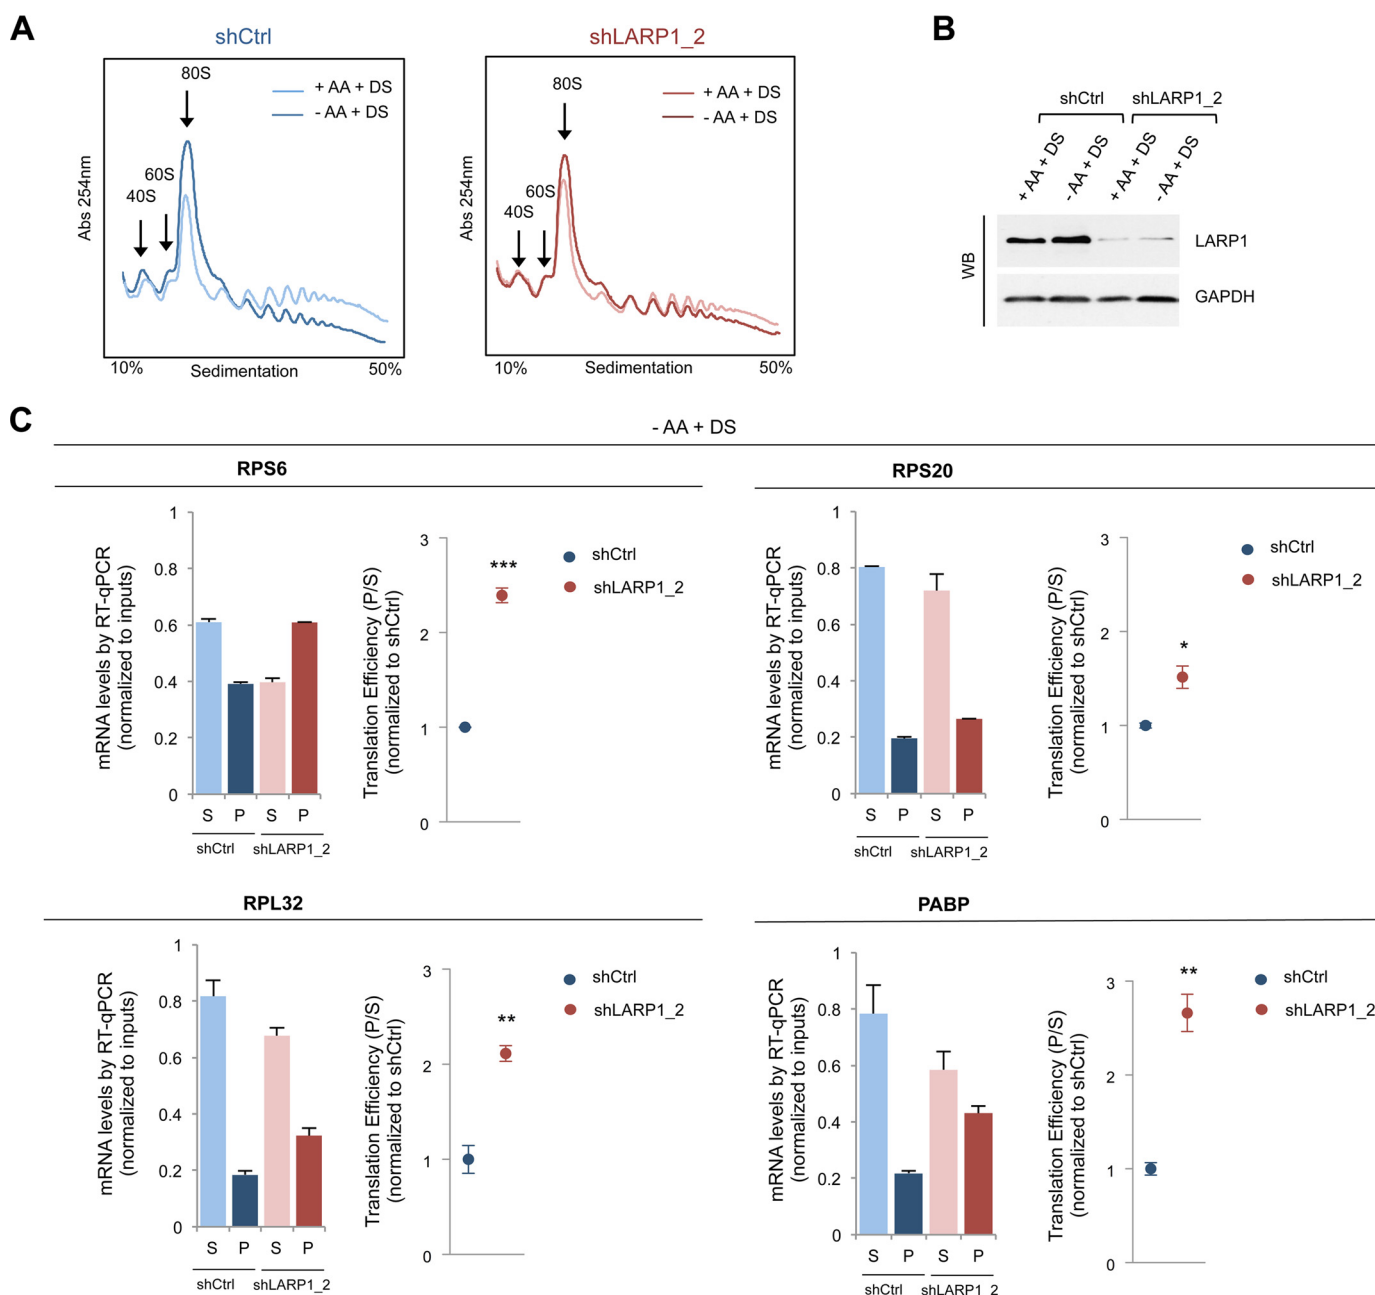 A
shCtrl
80S
+ AA + DS
- AA + DS
60S
40S
Abs 254nm
10%
Sedimentation
50%
shLARP1_2
80S
+ AA + DS
- AA + DS
60S
40S
Abs 254nm
10%
Sedimentation
50%
B
shCtrl
shLARP1_2
+ AA + DS
- AA + DS
+ AA + DS
- AA + DS
WB
LARP1
GAPDH
C
- AA + DS
RPS6
mRNA levels by RT-qPCR
(normalized to inputs)
1
0.8
0.6
0.4
0.2
0
S P S P
shCtrl shLARP1_2
Translation Efficiency (P/S)
(normalized to shCtrl)
3
2
1
0
***
shCtrl
shLARP1_2
RPS20
mRNA levels by RT-qPCR
(normalized to inputs)
1
0.8
0.6
0.4
0.2
0
S P S P
shCtrl shLARP1_2
Translation Efficiency (P/S)
(normalized to shCtrl)
3
2
1
0
*
shCtrl
shLARP1_2
RPL32
mRNA levels by RT-qPCR
(normalized to inputs)
1
0.8
0.6
0.4
0.2
0
S P S P
shCtrl shLARP1_2
Translation Efficiency (P/S)
(normalized to shCtrl)
3
2
1
0
**
shCtrl
shLARP1_2
PABP
mRNA levels by RT-qPCR
(normalized to inputs)
1
0.8
0.6
0.4
0.2
0
S P S P
shCtrl shLARP1_2
Translation Efficiency (P/S)
(normalized to shCtrl)
3
2
1
0
**
shCtrl
shLARP1_2